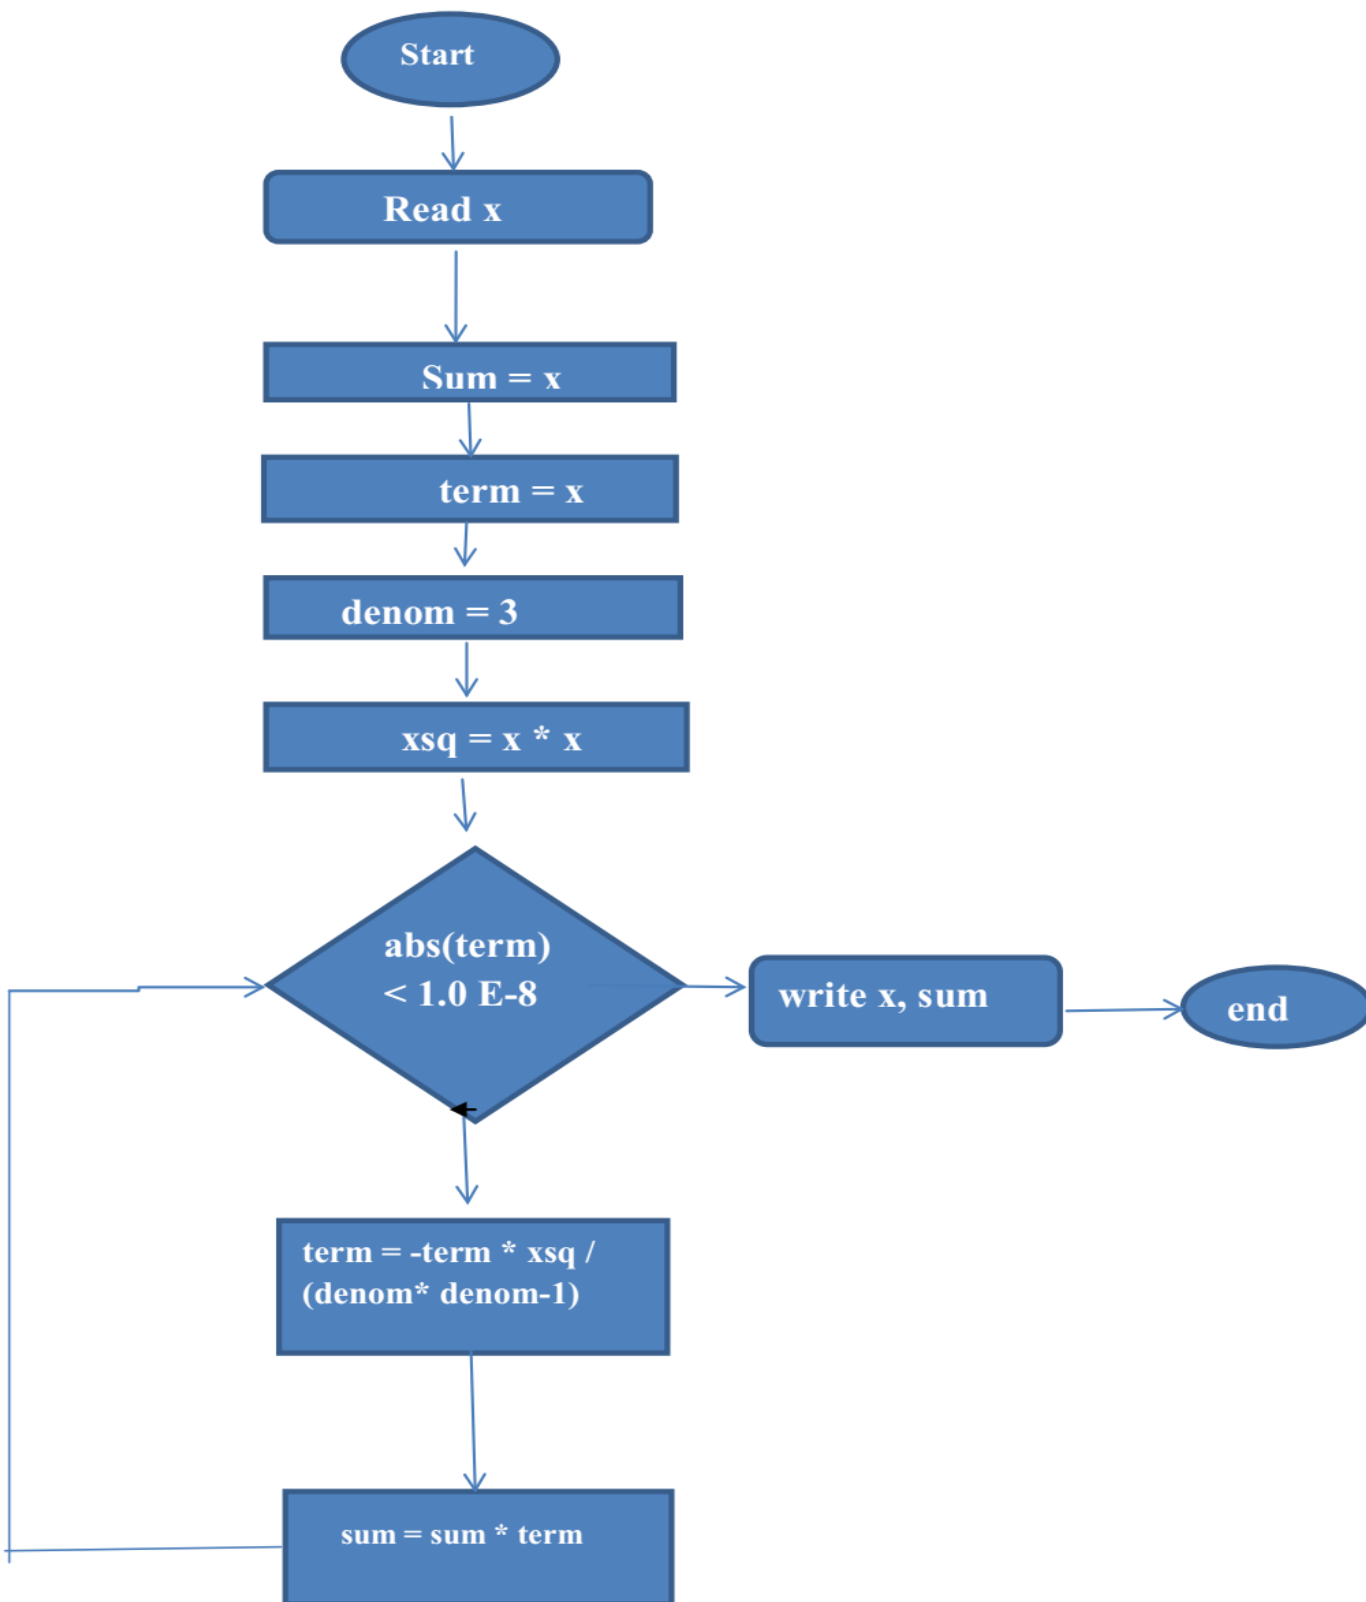 Start
Read x
Sum = x
term = x
denom = 3
xsq = x * x
abs(term)
< 1.0 E-8
write x, sum
end
term = -term * xsq /
(denom* denom-1)
sum = sum * term